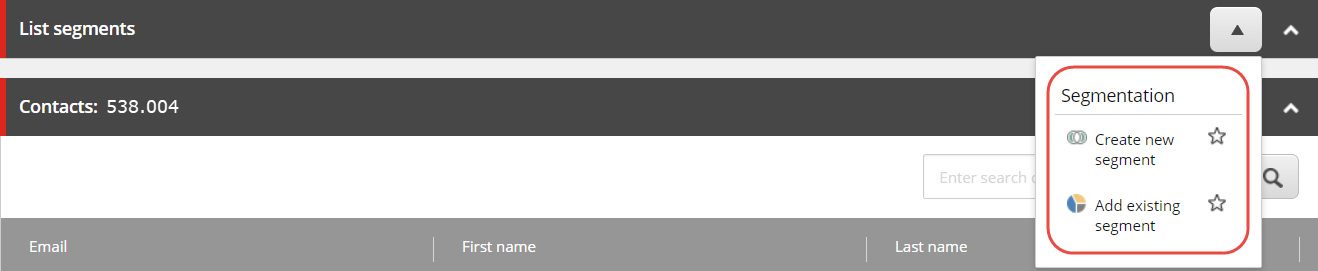 List segments
Contacts: 538.004
Segmentation
Create new
segment
Enter search
Add existing
segment
Email First name Last name